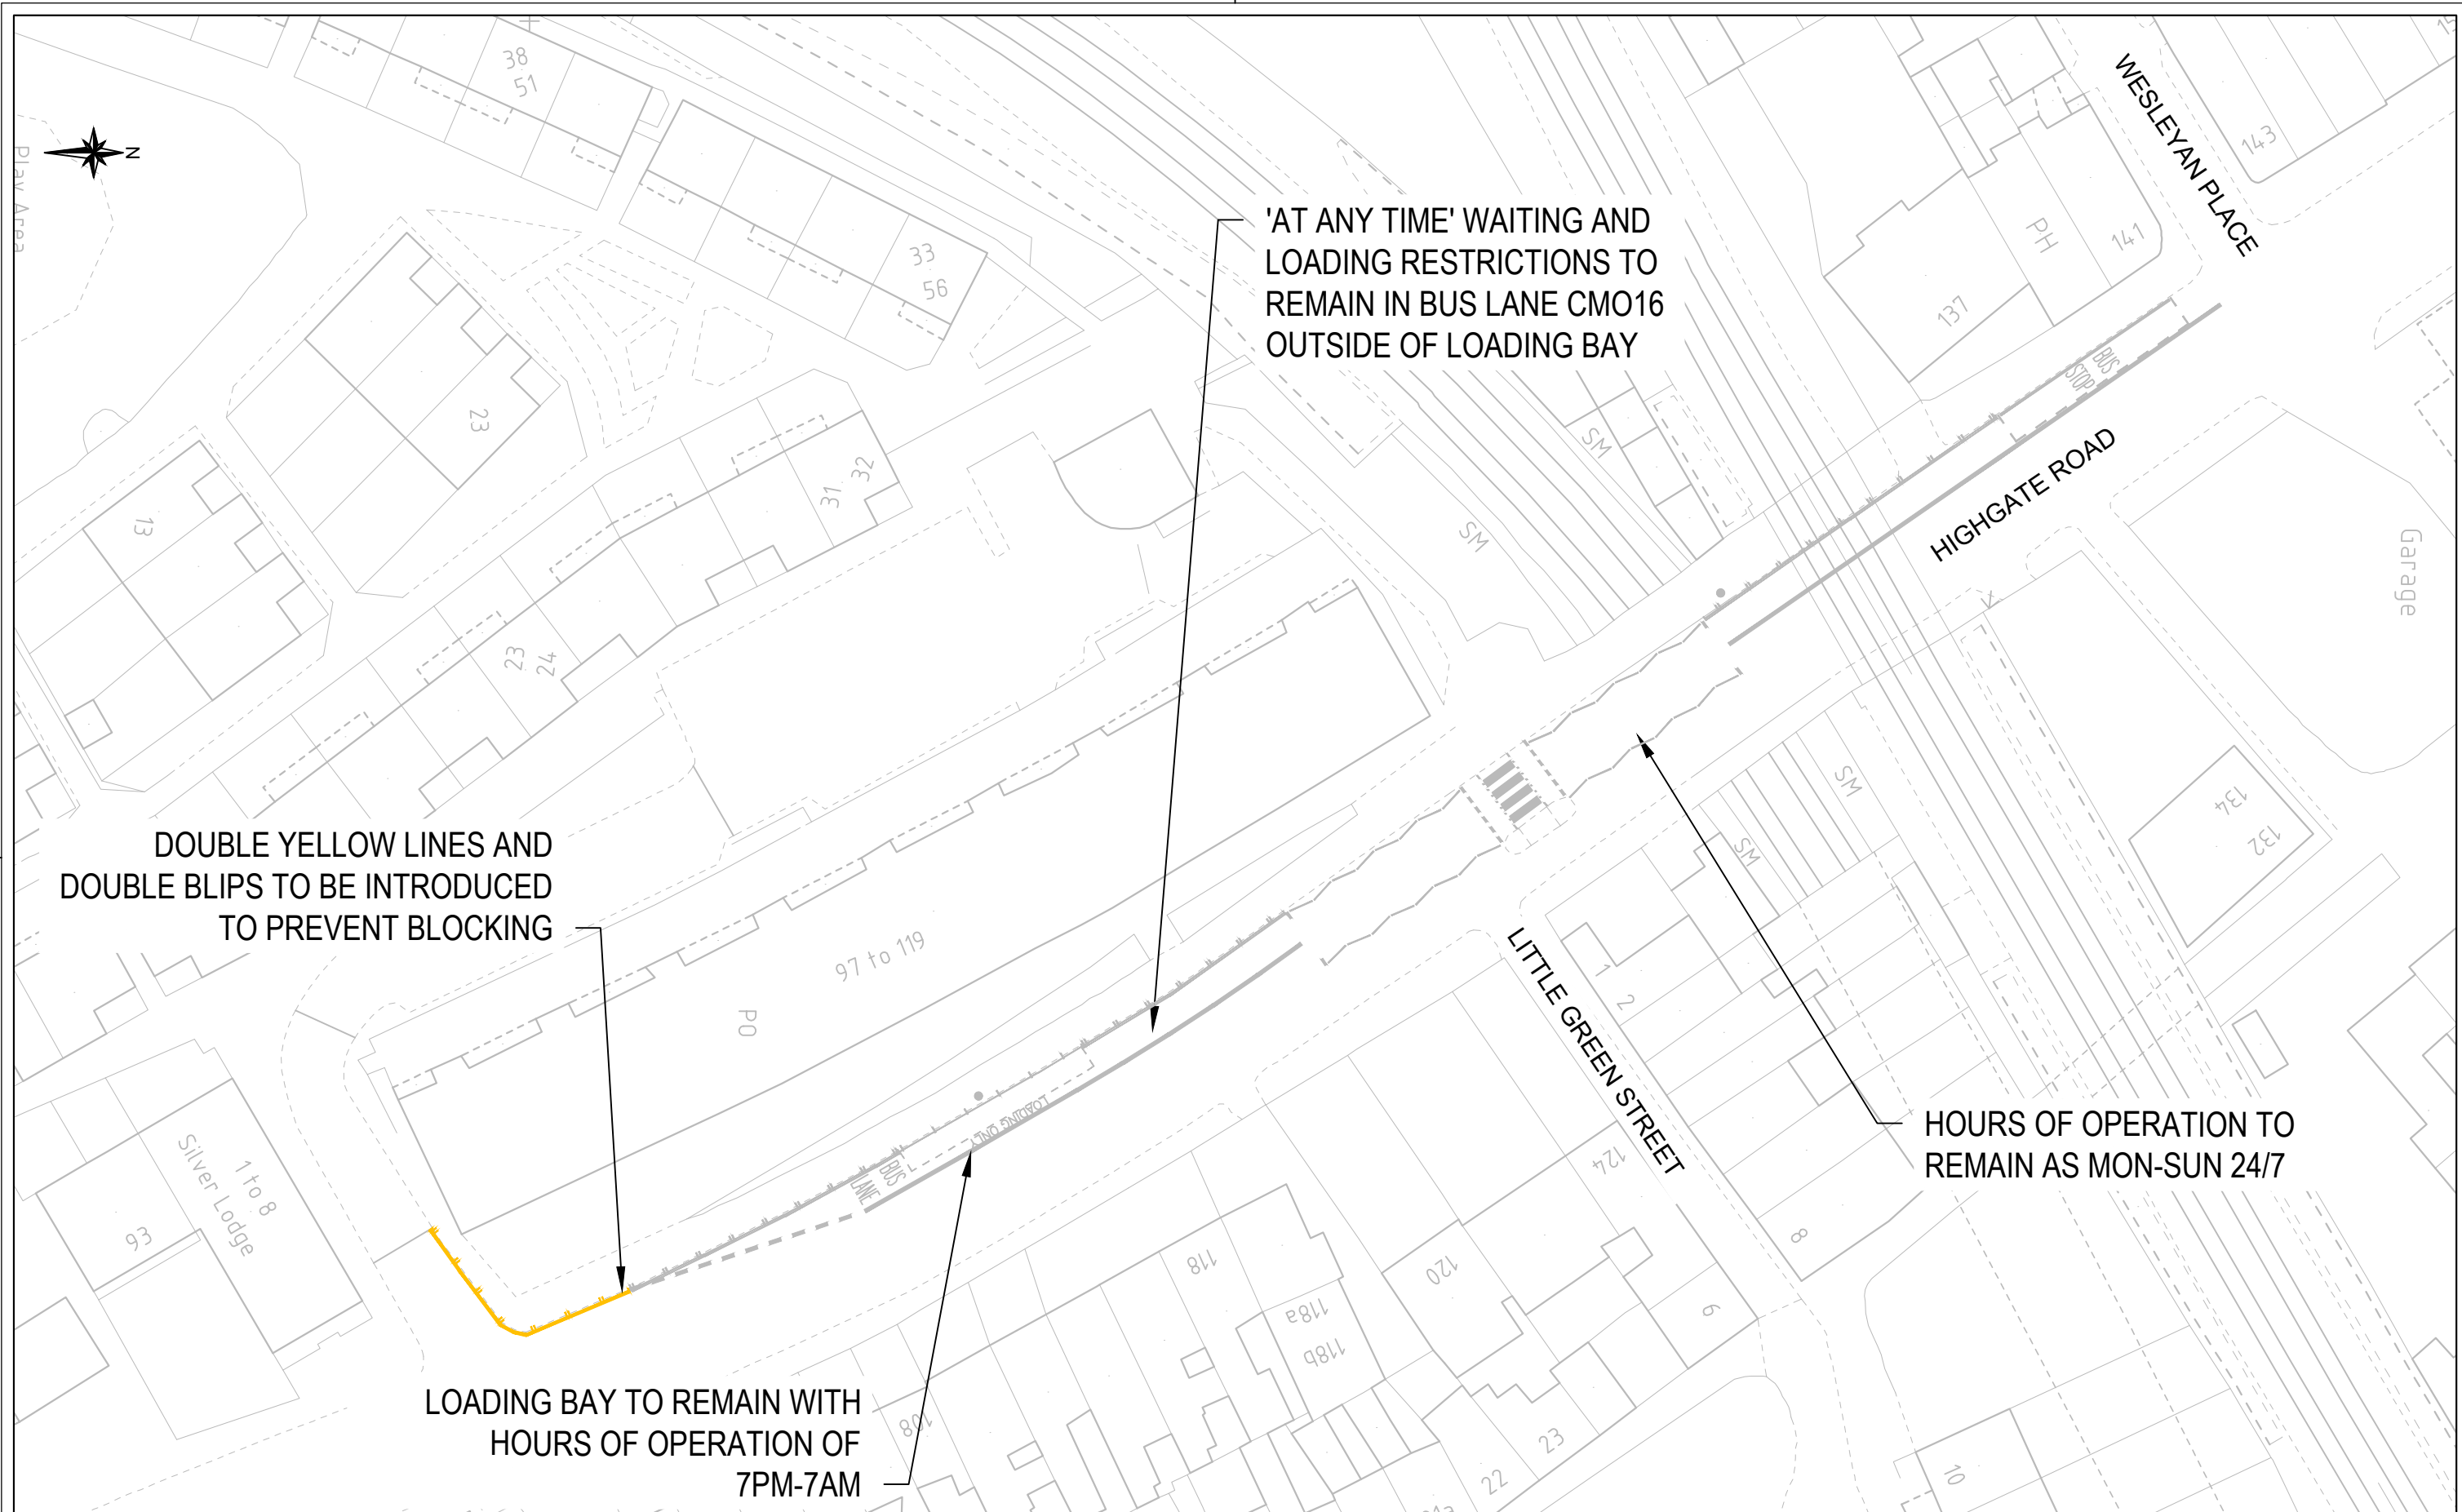 38
51
WESLEYAN PLACE
143
N
Play Area
'AT ANY TIME' WAITING AND
LOADING RESTRICTIONS TO
REMAIN IN BUS LANE CMO16
OUTSIDE OF LOADING BAY
33
56
PH
141
137
BUS
STOP
23
SM
HIGHGATE ROAD
31
32
13
SM
Garage
23
24
SM
SM
134
132
DOUBLE YELLOW LINES AND
DOUBLE BLIPS TO BE INTRODUCED
TO PREVENT BLOCKING
97 to 119
PO
LITTLE GREEN STREET
1
2
LOADING ONLY
BUS
LANE
124
HOURS OF OPERATION TO
REMAIN AS MON-SUN 24/7
1 to 8
Silver Lodge
93
8
118
120
118a
118b
6
LOADING BAY TO REMAIN WITH
HOURS OF OPERATION OF
7PM-7AM
108
23
22
10